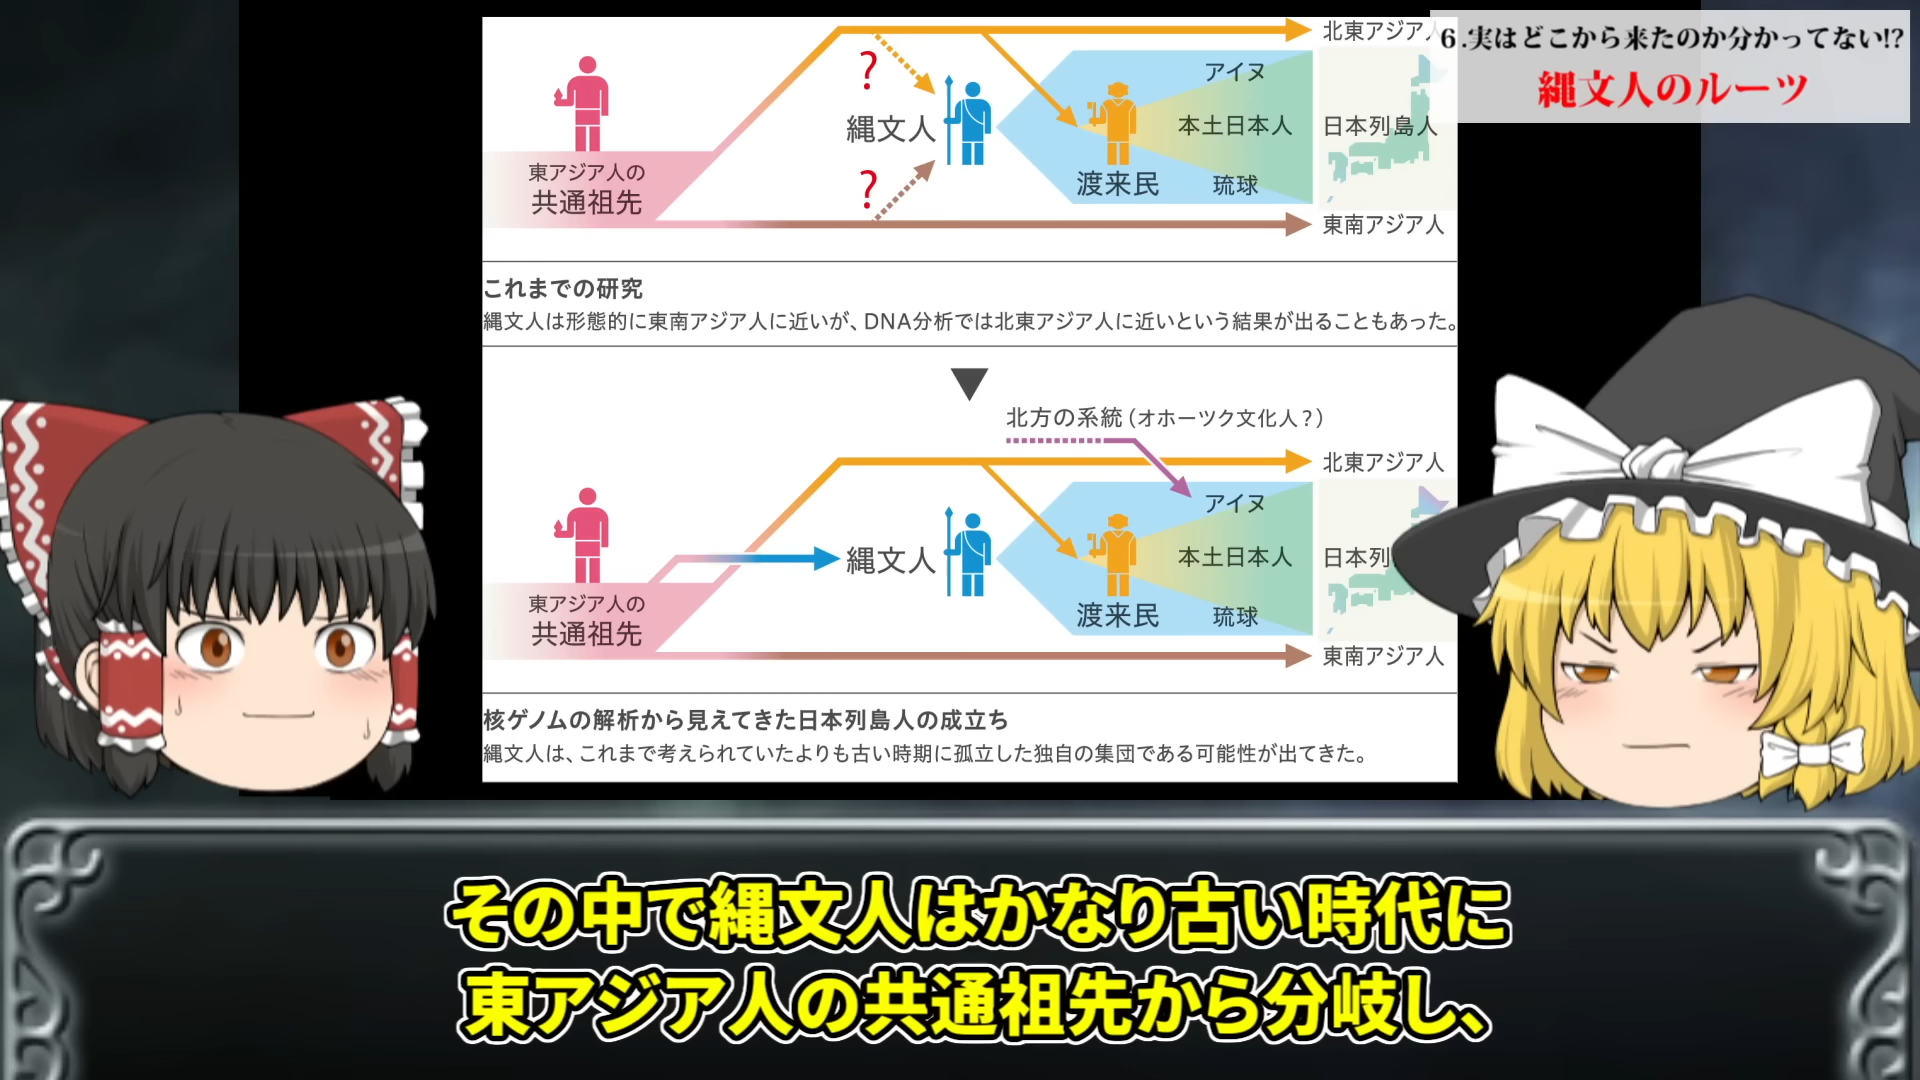 北東アジア人
6.実はどこから来たのか分かってない!?
縄文人のルーツ
?
アイヌ
縄文人
本土日本人
日本列島人
東アジア人の
共通祖先
?
渡来民
琉球
東南アジア人
これまでの研究
縄文人は形態的に東南アジア人に近いが、DNA分析では北東アジア人に近いという結果が出ることもあった。
北方の系統(オホーツク文化人?)
北東アジア人
アイヌ
縄文人
本土日本人
日本列
東アジア人の
共通祖先
渡来民
琉球
東南アジア人
核ゲノムの解析から見えてきた日本列島人の成立ち
縄文人は、これまで考えられていたよりも古い時期に孤立した独自の集団である可能性が出てきた。
その中で縄文人はかなり古い時代に
東アジア人の共通祖先から分岐し、